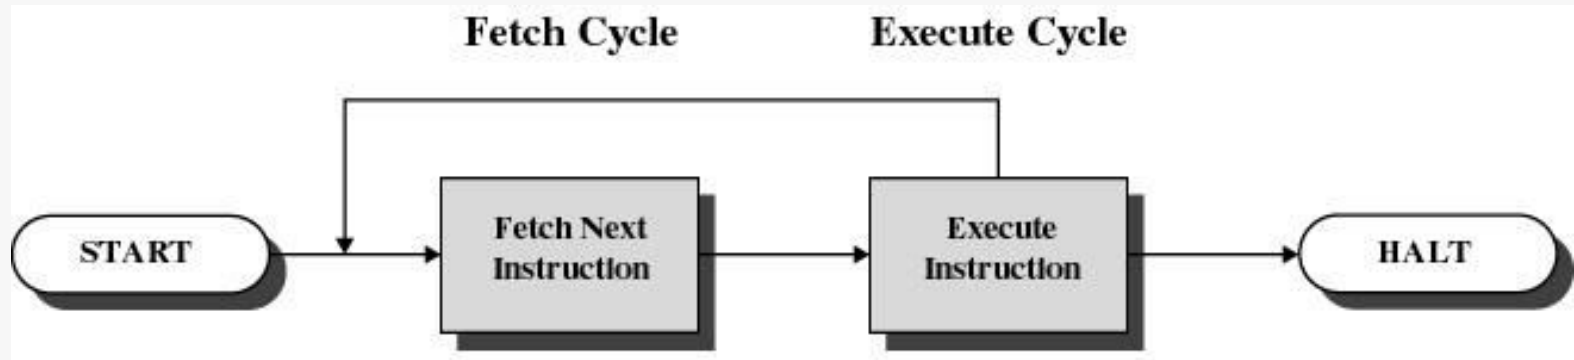 Fetch Cycle
Execute Cycle
START
Fetch Next
Instruction
Execute
Instruction
HALT